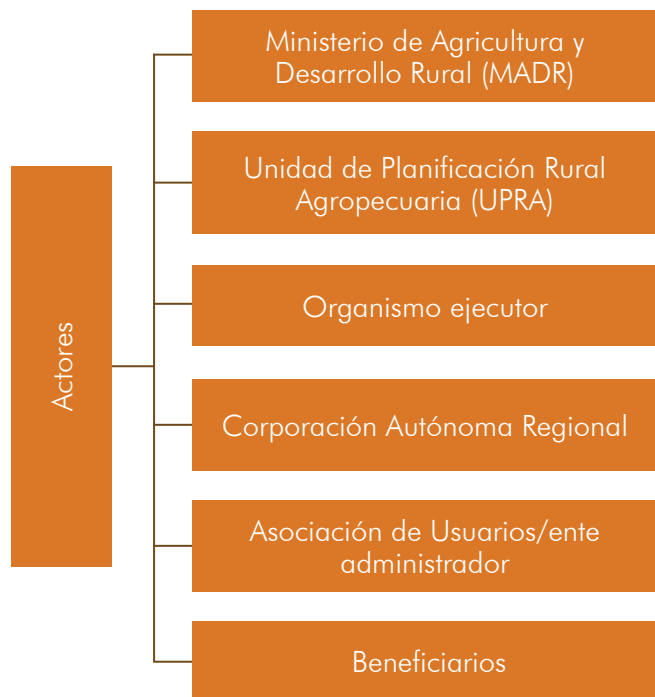 Actores
Ministerio de Agricultura y
Desarrollo Rural (MADR)
Unidad de Planificación Rural
Agropecuaria (UPRA)
Organismo ejecutor
Corporación Autónoma Regional
Asociación de Usuarios/ente
administrador
Beneficiarios